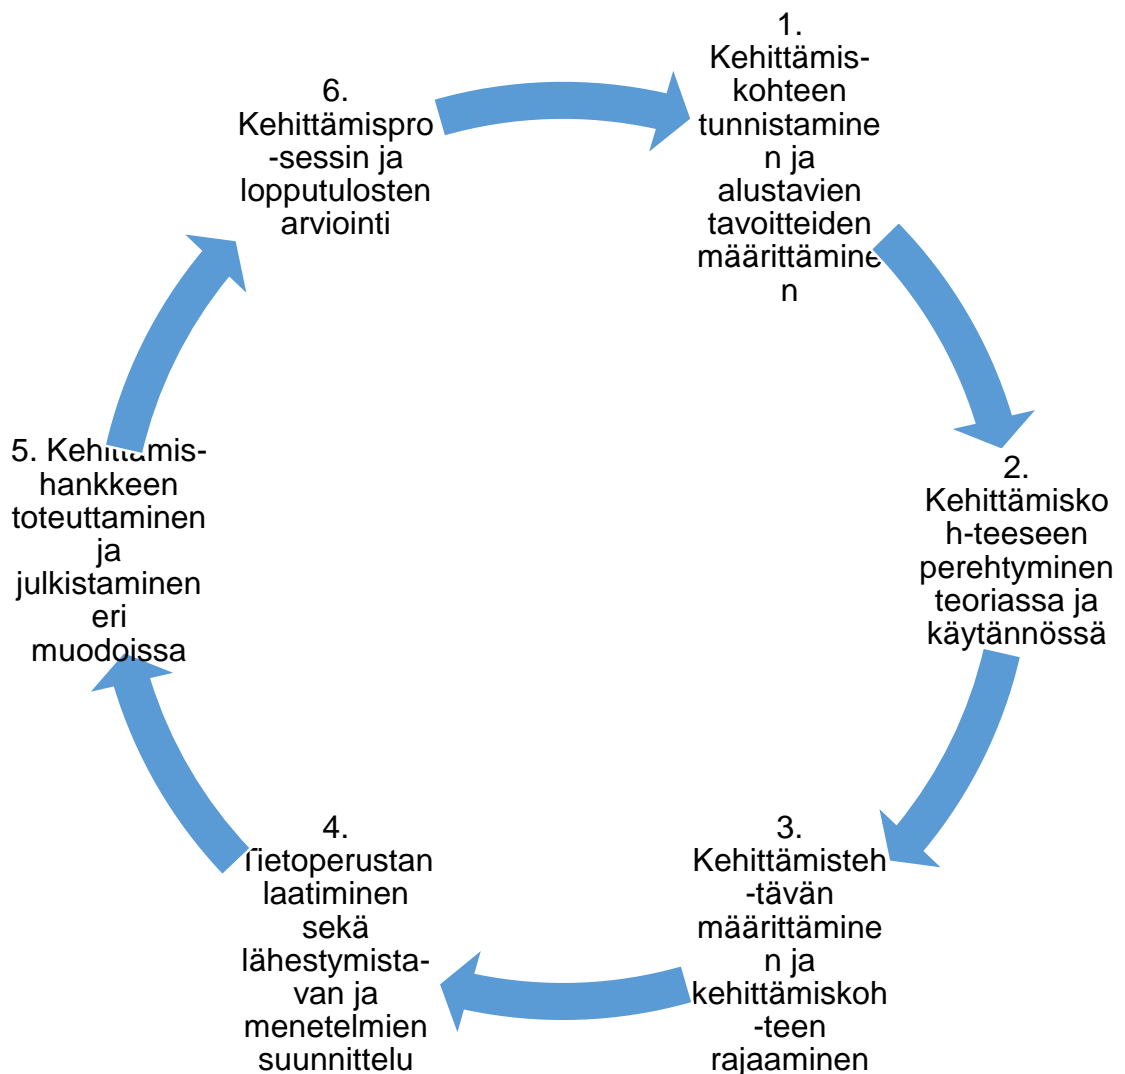 1.
Kehittämis-
kohteen
tunnistamine
n ja
alustavien
tavoitteiden
määrittämine
n
2.
Kehittämisko
h-teeseen
perehtyminen
teoriassa ja
käytännössä
3.
Kehittämisteh
-tävän
määrittämine
n ja
kehittämiskoh
-teen
rajaaminen
4.
Tietoperustan
laatiminen
sekä
lähestymista-
van ja
menetelmien
suunnittelu
5. Kehittämis-
hankkeen
toteuttaminen
ja
julkistaminen
eri
muodoissa
6.
Kehittämispro
-sessin ja
lopputulosten
arviointi